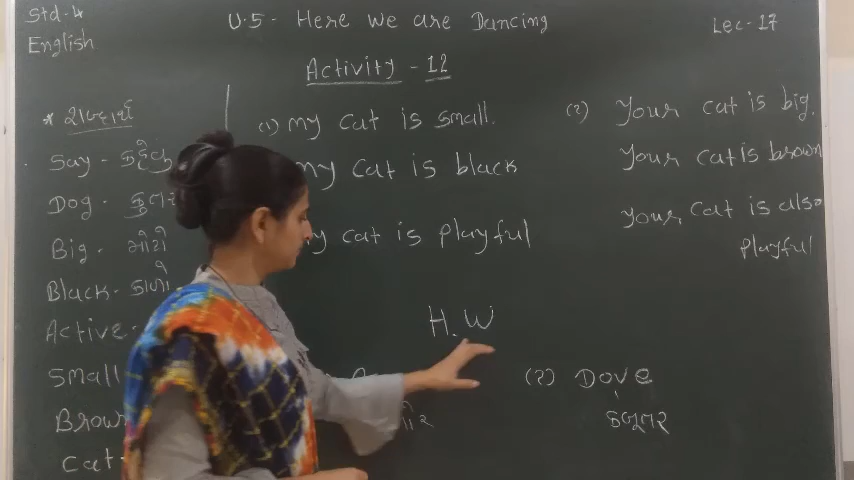 Std-4
English
U.5- Here we are Dancing
Lec-17
Activity - 12
* શબ્દાર્થ
Say -
Dog -
Big - મોટો
Black - કાળો
Active -
Small
Brown
Cat -
(1) my cat is small.
my cat is black
my cat is playful
(2) Your cat is big.
Your cat is brown
Your cat is also
playful
H.W
(2) Dove
કબૂતર